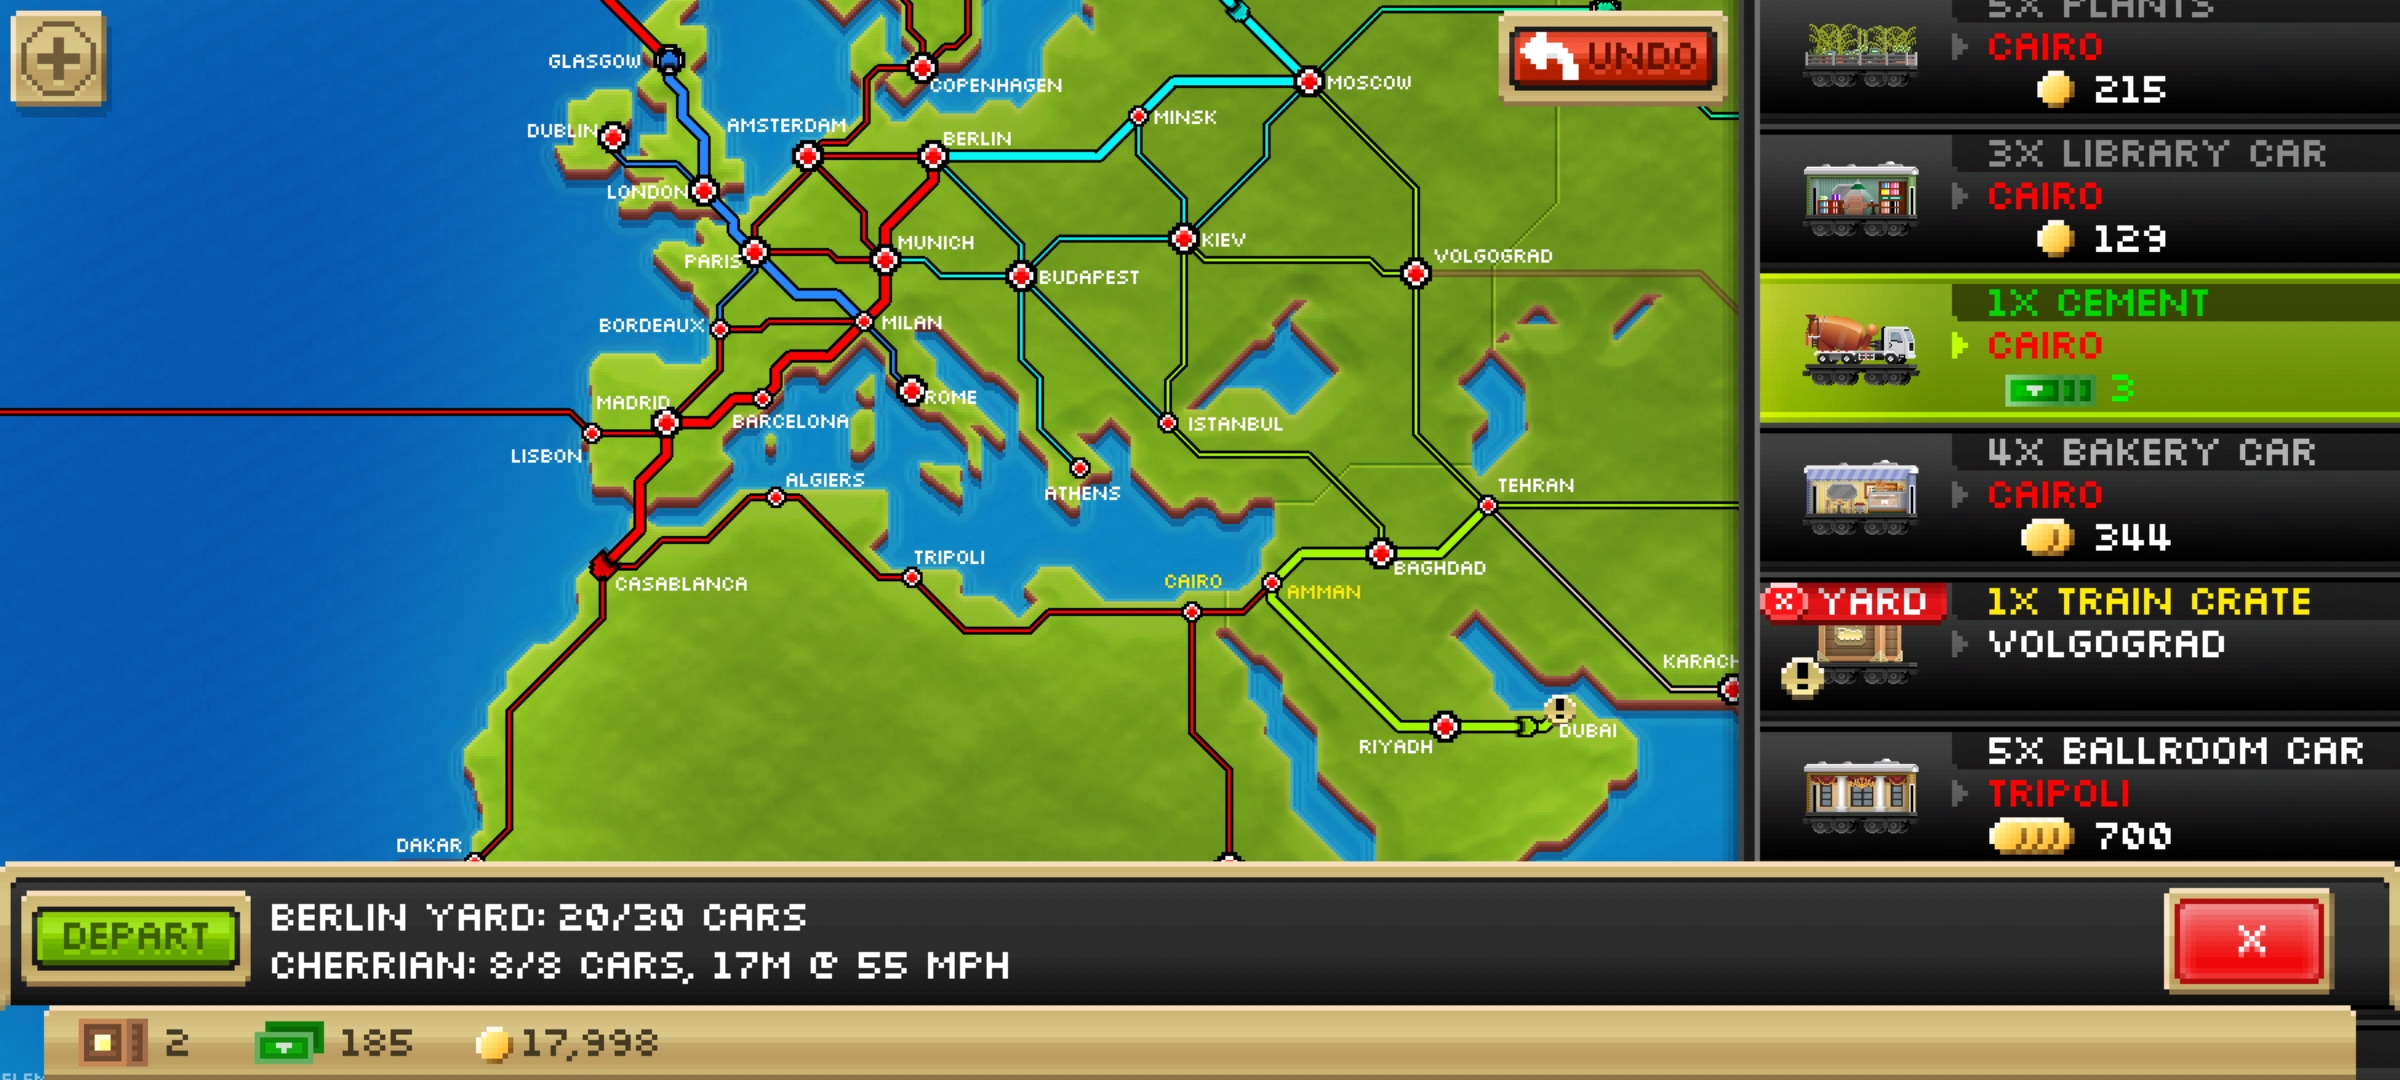 GLASGOW
COPENHAGEN
DUBLIN
AMSTERDAM
BERLIN
MINSK
MOSCOW
LONDON
PARIS
MUNICH
BUDAPEST
KIEV
VOLGOGRAD
BORDEAUX
MILAN
MADRID
BARCELONA
ROME
ISTANBUL
LISBON
ALGIERS
ATHENS
TEHRAN
TRIPOLI
CASABLANCA
CAIRO
AMMAN
BAGHDAD
KARACH
RIYADH
DUBAI
DAKAR
UNDO
5X PLANTS
CAIRO
215
3X LIBRARY CAR
CAIRO
129
1X CEMENT
CAIRO
3
4X BAKERY CAR
CAIRO
344
YARD
1X TRAIN CRATE
VOLGOGRAD
5X BALLROOM CAR
TRIPOLI
700
DEPART
BERLIN YARD: 20/30 CARS
CHERRIAN: 8/8 CARS, 17M @ 55 MPH
X
2
185
17,998